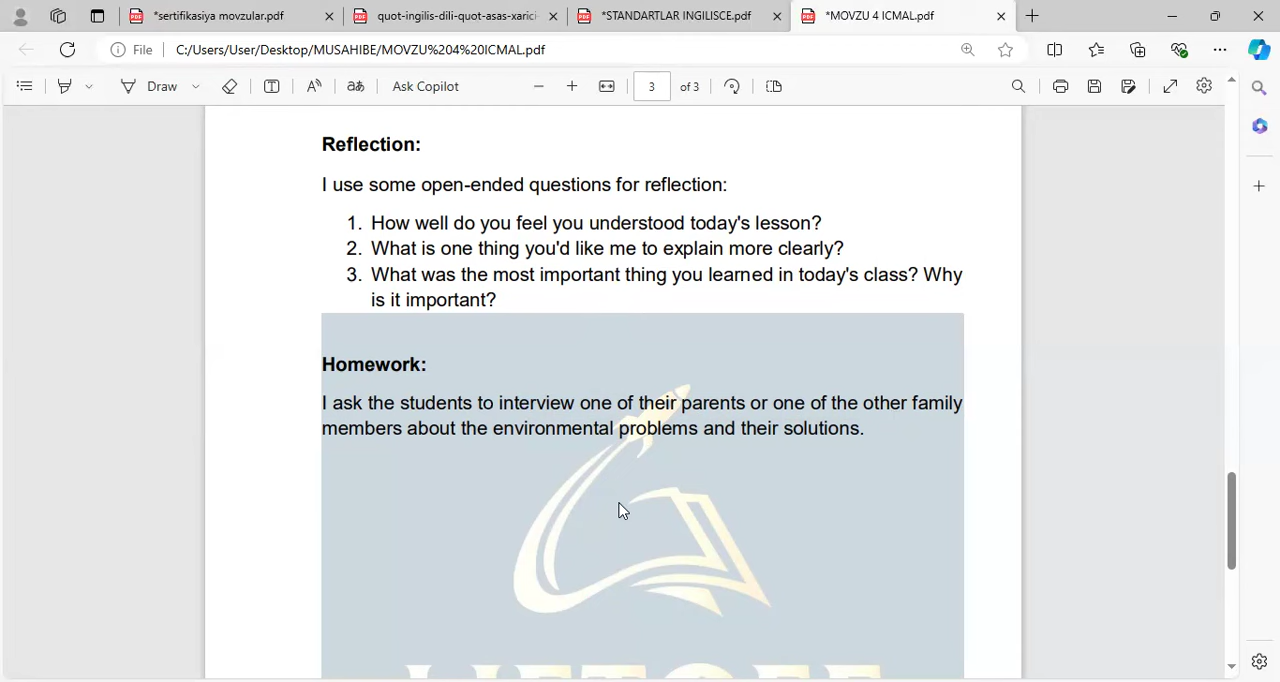 *sertifikasiya movzular.pdf
quot-ingilis-dili-quot-asas-xarici-
*STANDARTLAR INGILISCE.pdf
*MOVZU 4 ICMAL.pdf
File
C:/Users/User/Desktop/MUSAHIBE/MOVZU%204%20ICMAL.pdf
Draw
Ask Copilot
3 of 3
Reflection:
I use some open-ended questions for reflection:
1. How well do you feel you understood today's lesson?
2. What is one thing you'd like me to explain more clearly?
3. What was the most important thing you learned in today's class? Why
is it important?
Homework:
I ask the students to interview one of their parents or one of the other family
members about the environmental problems and their solutions.